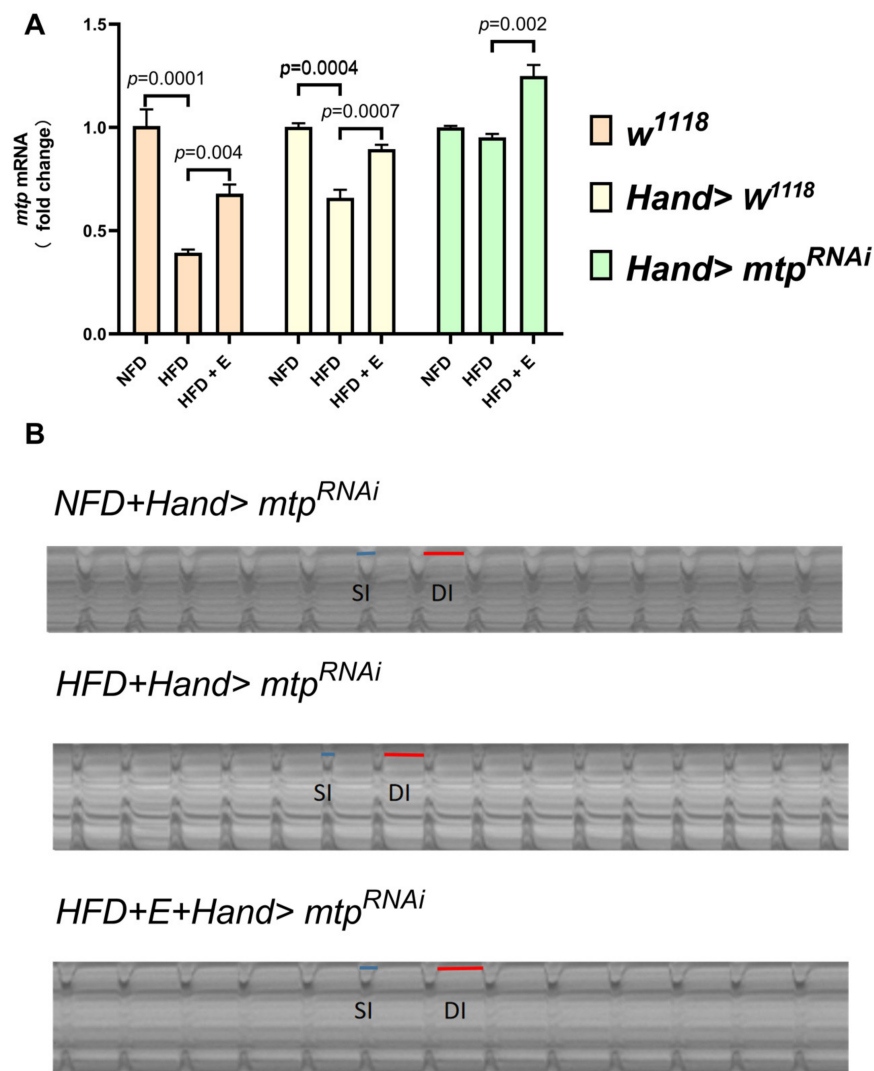 A
1.5
1.0
0.5
0.0
mtp mRNA
( fold change)
p=0.0001
p=0.004
p=0.0004
p=0.0007
p=0.002
NFD
HFD
HFD + E
NFD
HFD
HFD + E
NFD
HFD
HFD + E
w1118
Hand> w1118
Hand> mtpRNAi
B
NFD+Hand> mtpRNAi
SI DI
HFD+Hand> mtpRNAi
SI DI
HFD+E+Hand> mtpRNAi
SI DI